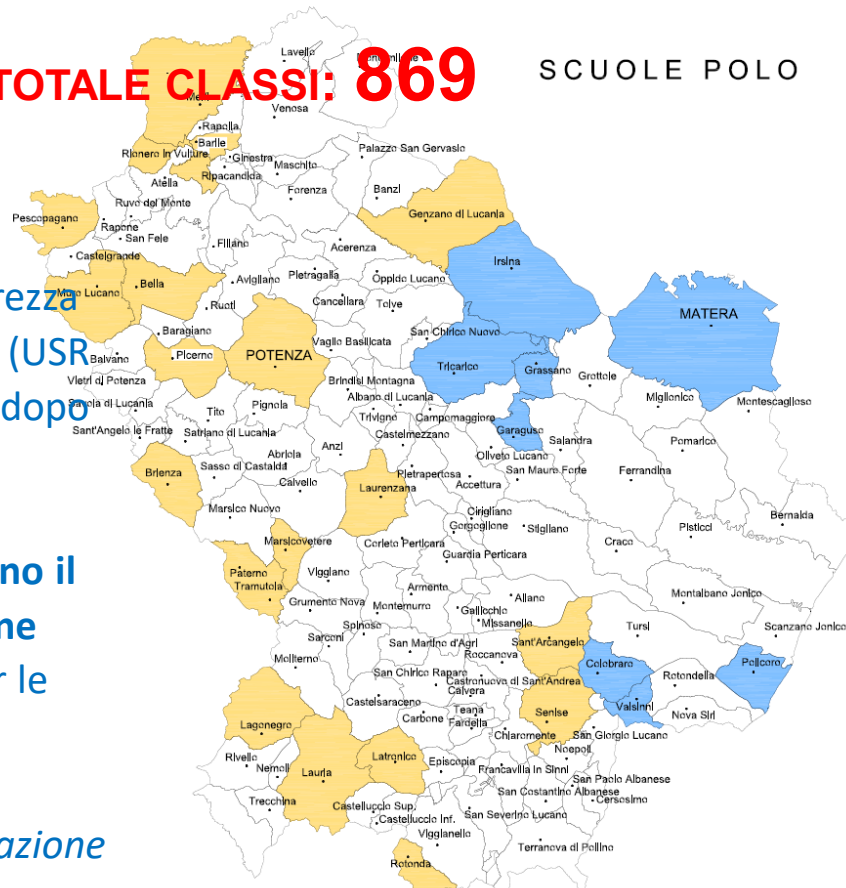 TOTALE CLASSI: 869
SCUOLE POLO
Lavello
Melfi
Venosa
Rapolla
Barile
Rionero in Vulture
Ginestra
Maschito
Palazzo San Gervasio
Atella
Ripacandida
Forenza
Banzi
Ruvo del Monte
Pescopagano
Rapone
Genzano di Lucania
San Fele
Filiano
Acerenza
Castelgrande
Irsina
Muro Lucano
Bella
Avigliano
Pietragalla
Oppido Lucano
rezza
Ruoti
Cancellara
Tolve
MATERA
Baragiano
Vaglio Basilicata
San Chirico Nuovo
(USR
Balvano
Picerno
POTENZA
Tricarico
Grassano
Grottole
Vietri di Potenza
Brindisi Montagna
Albano di Lucania
Miglionico
Montescaglioso
dopo
Savoia di Lucania
Tito
Pignola
Trivigno
Campomaggiore
Sant'Angelo le Fratte
Satriano di Lucania
Anzi
Castelmezzano
Garaguso
Salandra
Pomarico
Abriola
Oliveto Lucano
Brienza
Sasso di Castalda
Calvello
Laurenzana
Pietrapertosa
Accettura
San Mauro Forte
Ferrandina
Marsico Nuovo
Cirigliano
Gorgoglione
Stigliano
Pisticci
Bernalda
Marsicovetere
Corleto Perticara
Guardia Perticara
Craco
no il
Paterno
Tramutola
Viggiano
Armento
Aliano
Montalbano Jonico
Grumento Nova
Montemurro
Gallicchio
Missanello
ne
Sarconi
Spinoso
San Martino d'Agri
Sant'Arcangelo
Tursi
Scanzano Jonico
Moliterno
Roccanova
Colobraro
Policoro
r le
San Chirico Raparo
Castronuovo di Sant'Andrea
Rotondella
Castelsaraceno
Calvera
Valsinni
Carbone
Teana
Senise
Nova Siri
Lagonegro
Fardella
Chiaromonte
San Giorgio Lucano
Rivello
Nemoli
Latronico
Episcopia
Noepoli
Lauria
Francavilla in Sinni
San Paolo Albanese
Trecchina
San Costantino Albanese
Cersosimo
Castelluccio Sup.
Castelluccio Inf.
San Severino Lucano
Viggianello
Terranova di Pollino
azione
Rotonda